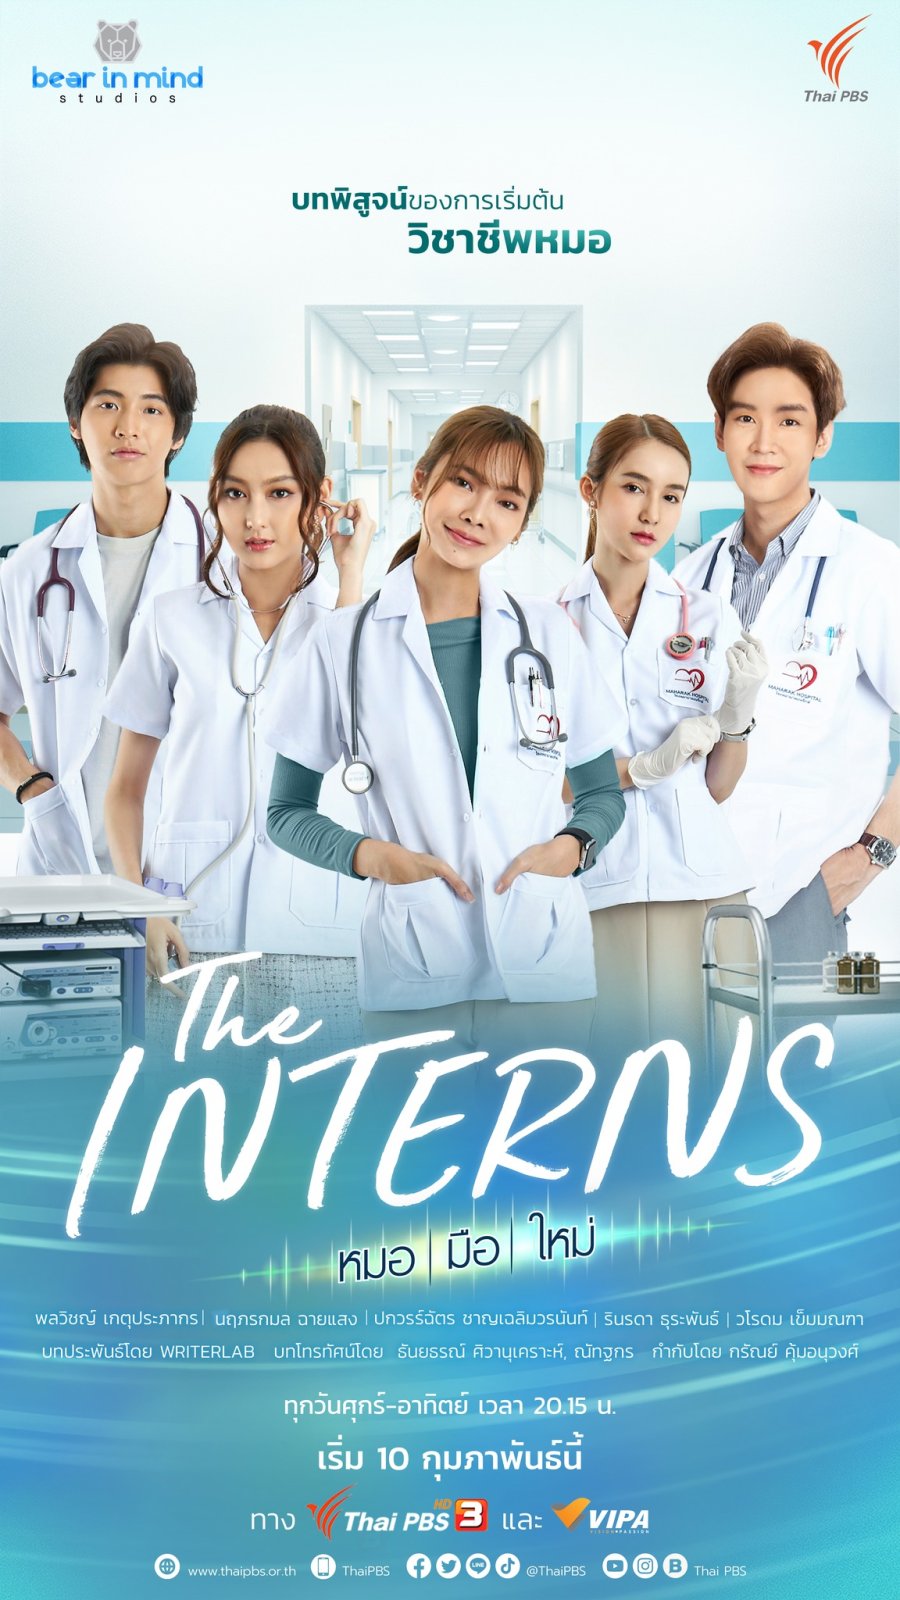 bear in mind
studios
Thai PBS
บทพิสูจน์ของการเริ่มต้น
วิชาชีพหมอ
MAHARAK HOSPITAL
MAHARAK HOSPITAL
The
INTERNS
หมอ|มือ|ใหม่
พลวิชญ์ เกตุประภากร | นฤภรกมล ฉายแสง | ปกวรร์ฉัตร ชาญเฉลิมวรนันท์ | รินรดา ธุระพันธ์ | วโรดม เข็มมณฑา
บทประพันธ์โดย WRITERLAB บทโทรทัศน์โดย ธันยธรณ์ ศิวานุเคราะห์, ณัทฐกร กำกับโดย กรัณย์ คุ้มอนุวงศ์
ทุกวันศุกร์-อาทิตย์ เวลา 20.15 น.
เริ่ม 10 กุมภาพันธ์นี้
ทาง Thai PBS HD 3 และ VIPA
VISION PASSION
www.thaipbs.or.th ThaiPBS @ThaiPBS Thai PBS